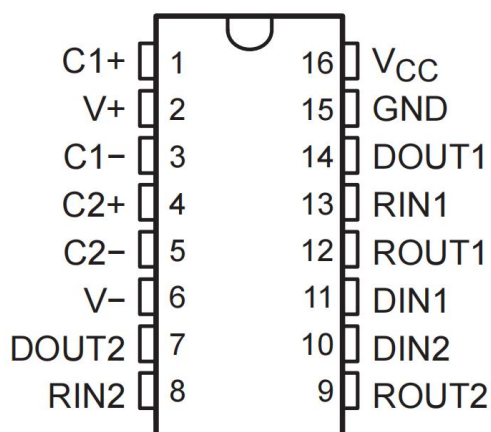 C1+ 1 16 VCC
V+ 2 15 GND
C1− 3 14 DOUT1
C2+ 4 13 RIN1
C2− 5 12 ROUT1
V− 6 11 DIN1
DOUT2 7 10 DIN2
RIN2 8 9 ROUT2